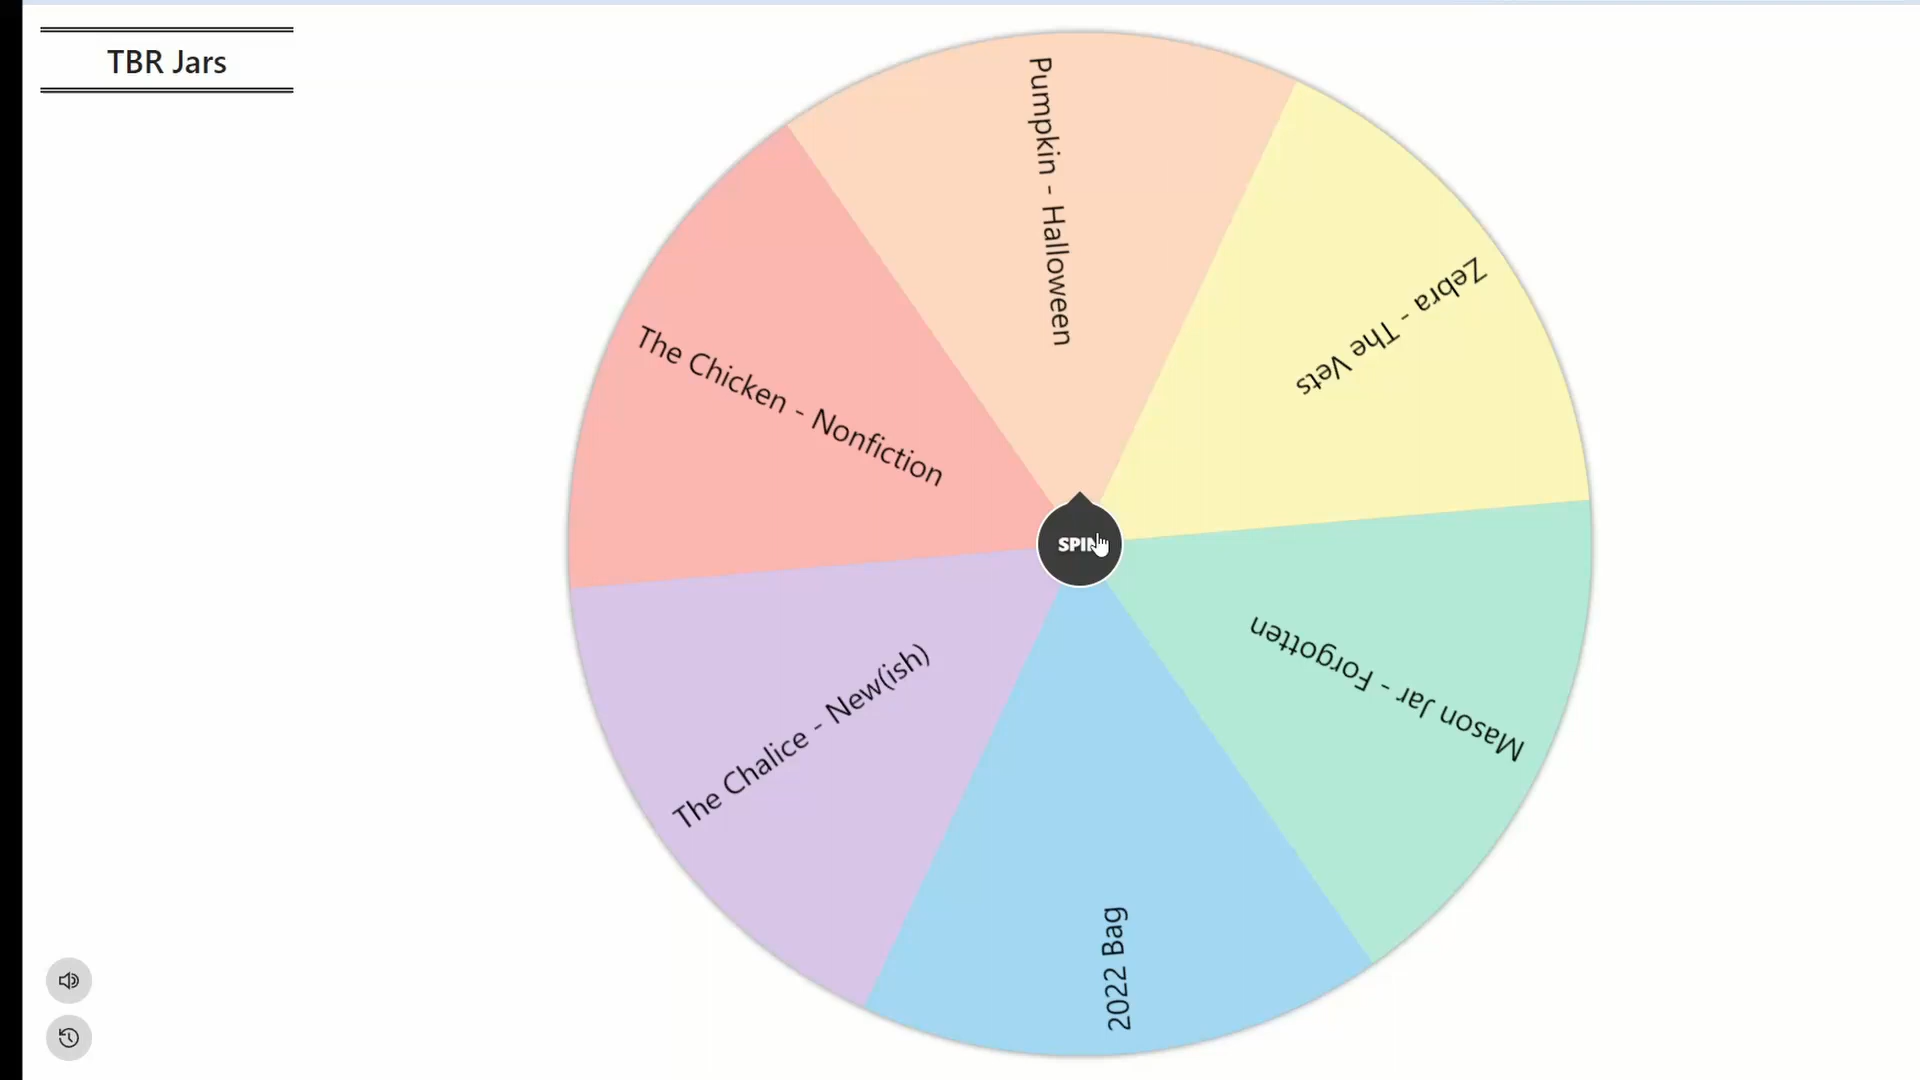 TBR Jars
Pumpkin - Halloween
Zebra - The Vets
Mason Jar - Forgotten
2022 Bag
The Chalice - New(ish)
The Chicken - Nonfiction
SPIN